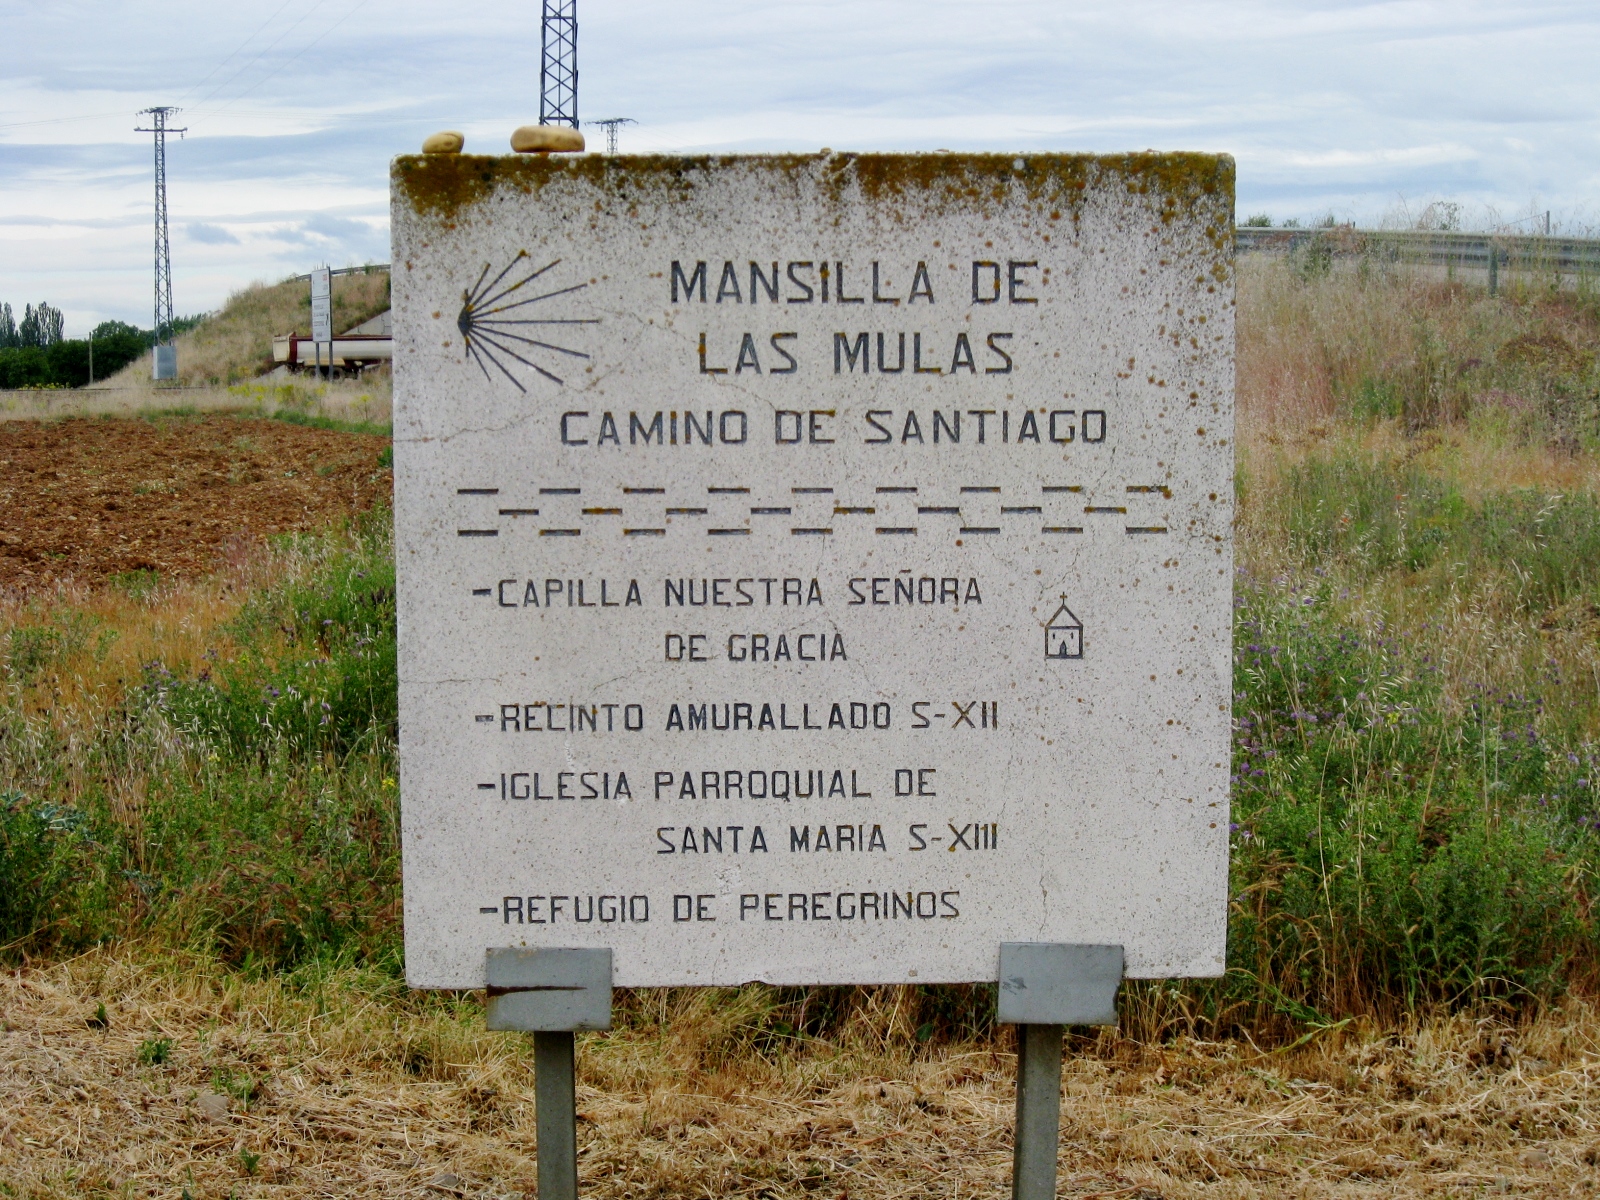 MANSILLA DE
LAS MULAS
CAMINO DE SANTIAGO
-CAPILLA NUESTRA SEÑORA
DE GRACIA
-RECINTO AMURALLADO S-XII
-IGLESIA PARROQUIAL DE
SANTA MARIA S-XIII
-REFUGIO DE PEREGRINOS